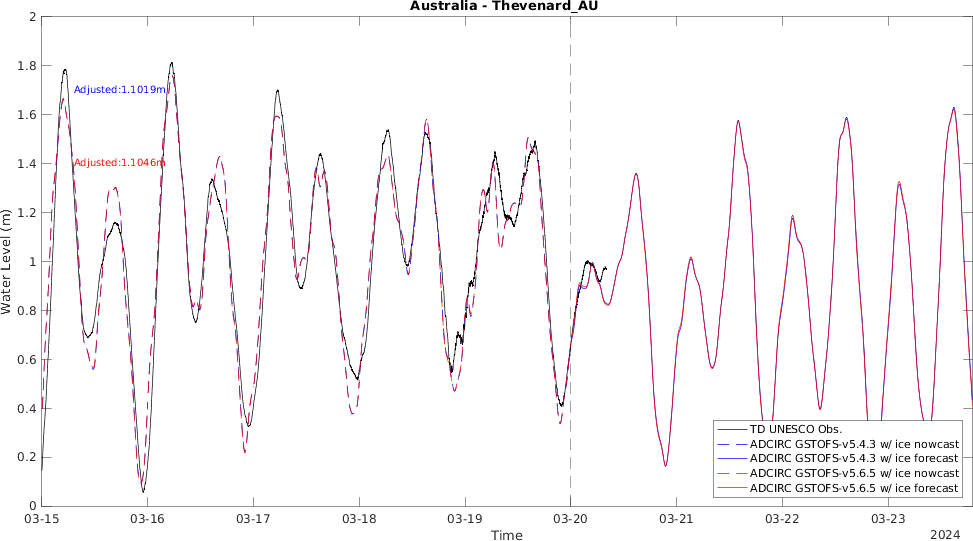 Australia - Thevenard_AU
2
1.8
1.6
1.4
1.2
1
0.8
0.6
0.4
0.2
0
Water Level (m)
Adjusted:1.1019m
Adjusted:1.1046m
TD UNESCO Obs.
ADCIRC GSTOFS-v5.4.3 w/ ice nowcast
ADCIRC GSTOFS-v5.4.3 w/ ice forecast
ADCIRC GSTOFS-v5.6.5 w/ ice nowcast
ADCIRC GSTOFS-v5.6.5 w/ ice forecast
03-15 03-16 03-17 03-18 03-19 03-20 03-21 03-22 03-23
Time
2024